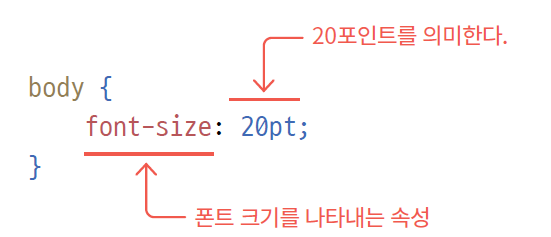 20포인트를 의미한다.
body {
    font-size: 20pt;
}
폰트 크기를 나타내는 속성